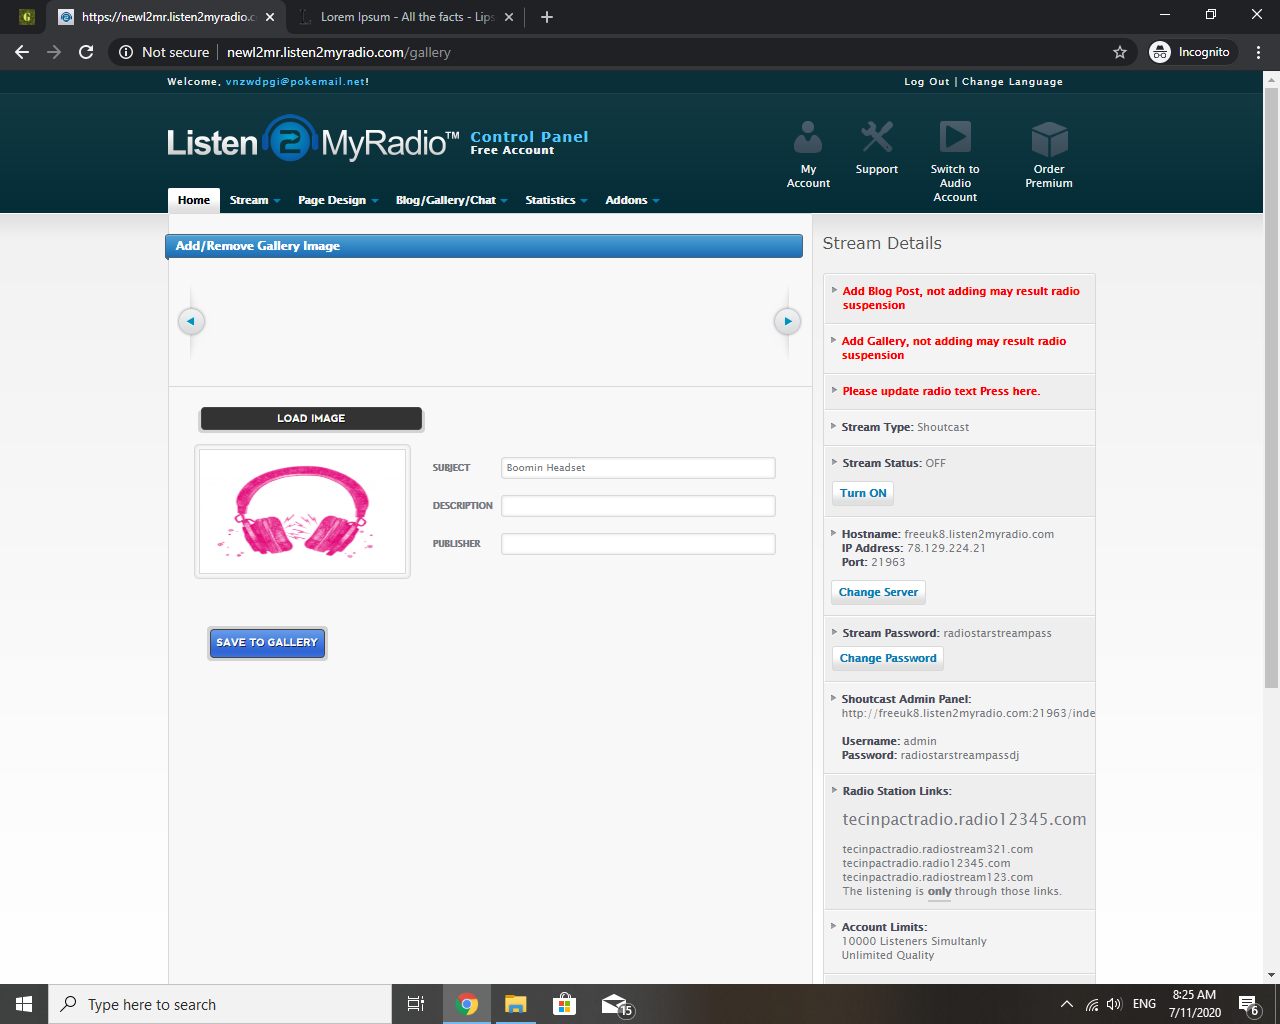 G
https://newl2mr.listen2myradio.c
Lorem Ipsum - All the facts - Lips
Not secure
newl2mr.listen2myradio.com/gallery
Incognito
Welcome, vnzwdpgi@pokemail.net!
Log Out | Change Language
Listen 2 MyRadio™
Control Panel
Free Account
My Account
Support
Switch to Audio Account
Order Premium
Home
Stream
Page Design
Blog/Gallery/Chat
Statistics
Addons
Add/Remove Gallery Image
LOAD IMAGE
SUBJECT
Boomin Headset
DESCRIPTION
PUBLISHER
SAVE TO GALLERY
Stream Details
Add Blog Post, not adding may result radio
suspension
Add Gallery, not adding may result radio
suspension
Please update radio text Press here.
Stream Type: Shoutcast
Stream Status: OFF
Turn ON
Hostname: freeuk8.listen2myradio.com
IP Address: 78.129.224.21
Port: 21963
Change Server
Stream Password: radiostarstreampass
Change Password
Shoutcast Admin Panel:
http://freeuk8.listen2myradio.com:21963/inde
Username: admin
Password: radiostarstreampassdj
Radio Station Links:
tecinpactradio.radio12345.com
tecinpactradio.radiostream321.com
tecinpactradio.radio12345.com
tecinpactradio.radiostream123.com
The listening is only through those links.
Account Limits:
10000 Listeners Simultanly
Unlimited Quality
Type here to search
15
ENG
8:25 AM
7/11/2020
6